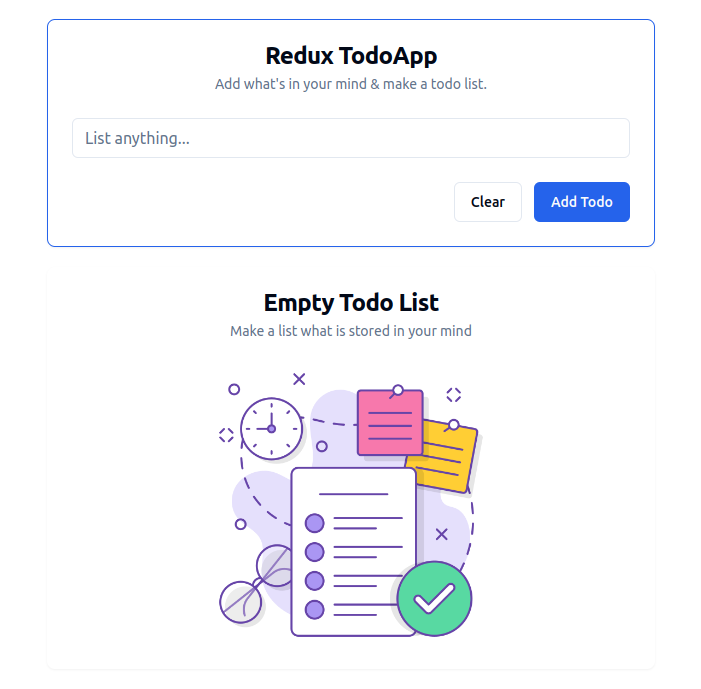 Redux TodoApp
Add what's in your mind & make a todo list.
List anything...
Clear
Add Todo
Empty Todo List
Make a list what is stored in your mind